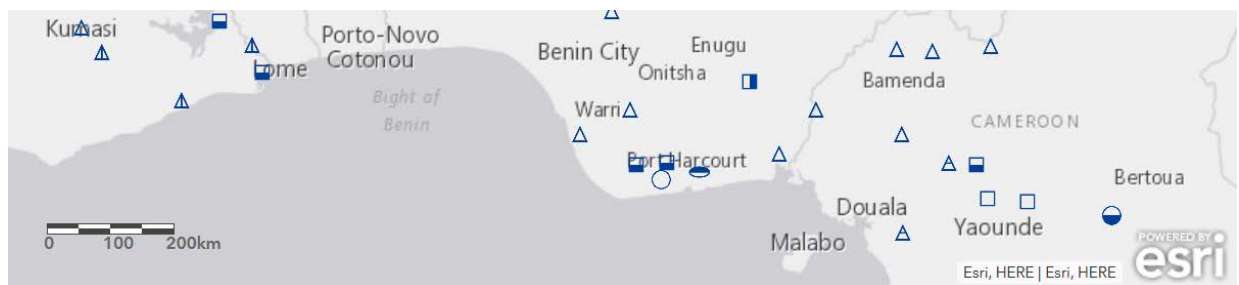 Kumasi
Porto-Novo
Cotonou
Lome
Bight of
Benin
Benin City
Enugu
Onitsha
Warri
Port Harcourt
Bamenda
CAMEROON
Bertoua
Douala
Yaounde
Malabo
0 100 200km
POWERED BY
esri
Esri, HERE | Esri, HERE